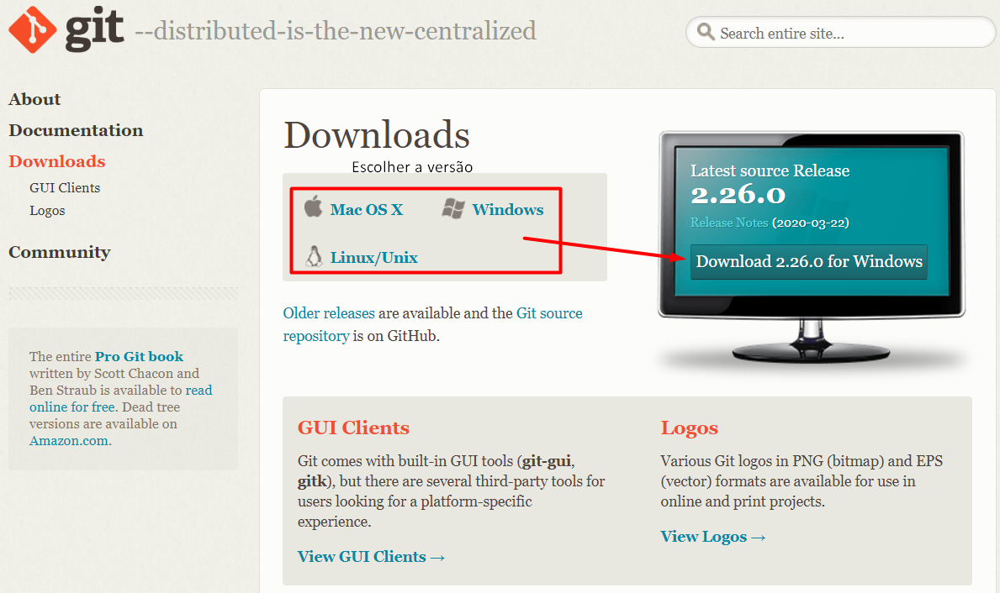 git --distributed-is-the-new-centralized
Search entire site...
About
Documentation
Downloads
GUI Clients
Logos
Community
The entire Pro Git book
written by Scott Chacon and
Ben Straub is available to read
online for free. Dead tree
versions are available on
Amazon.com.
Downloads
Escolher a versão
Mac OS X
Windows
Linux/Unix
Older releases are available and the Git source
repository is on GitHub.
Latest source Release
2.26.0
Release Notes (2020-03-22)
Download 2.26.0 for Windows
GUI Clients
Git comes with built-in GUI tools (git-gui,
gitk), but there are several third-party tools for
users looking for a platform-specific
experience.
View GUI Clients →
Logos
Various Git logos in PNG (bitmap) and EPS
(vector) formats are available for use in
online and print projects.
View Logos →